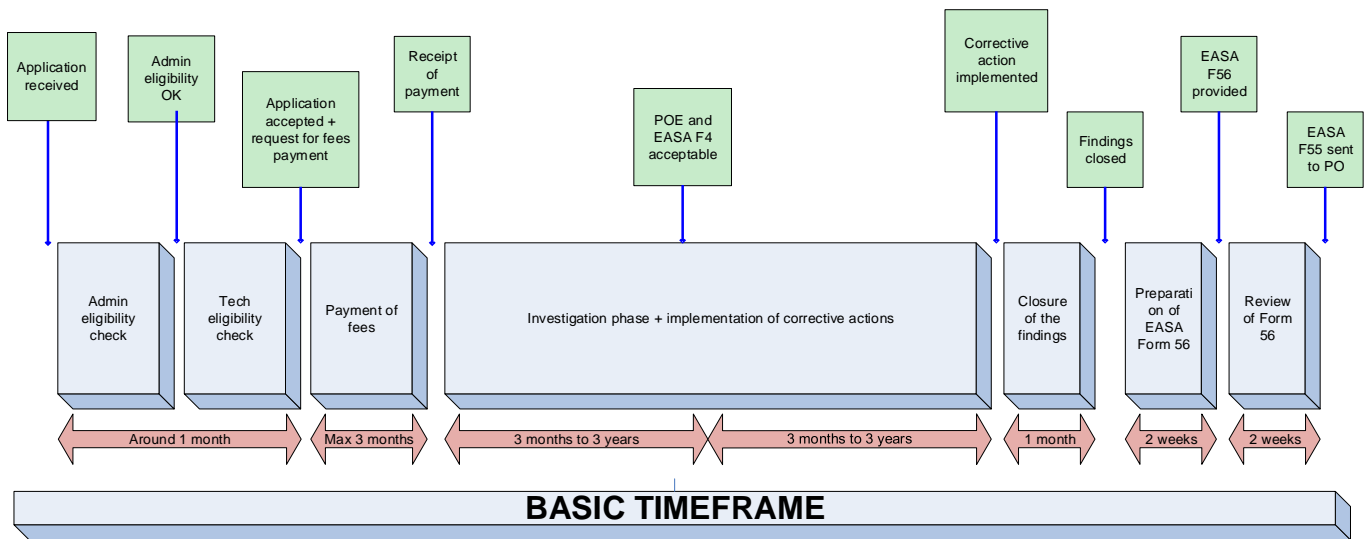 Application
received
Admin
eligibility
OK
Application
accepted +
request for fees
payment
Receipt
of
payment
POE and
EASA F4
acceptable
Corrective
action
implemented
Findings
closed
EASA
F56
provided
EASA
F55 sent
to PO
Admin
eligibility
check
Tech
eligibility
check
Payment of
fees
Investigation phase + implementation of corrective actions
Closure
of the
findings
Preparati
on of
EASA
Form 56
Review
of Form
56
Around 1 month
Max 3 months
3 months to 3 years
3 months to 3 years
1 month
2 weeks
2 weeks
BASIC TIMEFRAME